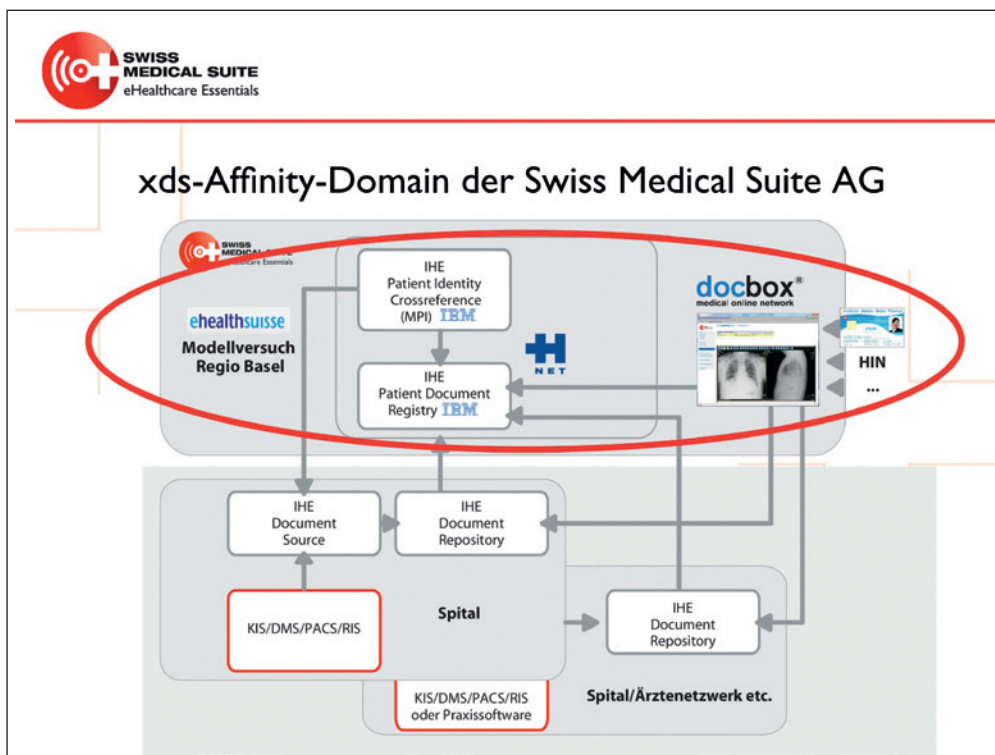 SWISS
MEDICAL SUITE
eHealthcare Essentials
xds-Affinity-Domain der Swiss Medical Suite AG
SWISS
MEDICAL SUITE
eHealthcare Essentials
ehealthsuisse
Modellversuch
Regio Basel
IHE
Patient Identity
Crossreference
(MPI) IBM
IHE
Patient Document
Registry IBM
H
NET
docbox®
medical online network
HIN
...
IHE
Document
Source
IHE
Document
Repository
KIS/DMS/PACS/RIS
Spital
IHE
Document
Repository
KIS/DMS/PACS/RIS
oder Praxissoftware
Spital/Ärztenetzwerk etc.